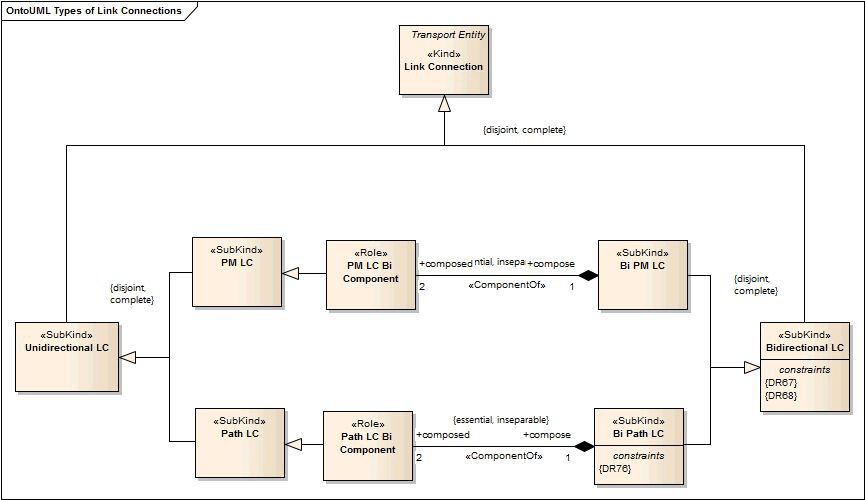 OntoUML Types of Link Connections
Transport Entity
«Kind»
Link Connection
{disjoint, complete}
«SubKind»
PM LC
«Role»
PM LC Bi
Component
+composed ntial, insepa +compose
2 «ComponentOf» 1
«SubKind»
Bi PM LC
{disjoint,
complete}
{disjoint,
complete}
«SubKind»
Unidirectional LC
«SubKind»
Bidirectional LC
constraints
{DR67}
{DR68}
«SubKind»
Path LC
«Role»
Path LC Bi
Component
{essential, inseparable}
+composed +compose
2 «ComponentOf» 1
«SubKind»
Bi Path LC
constraints
{DR76}